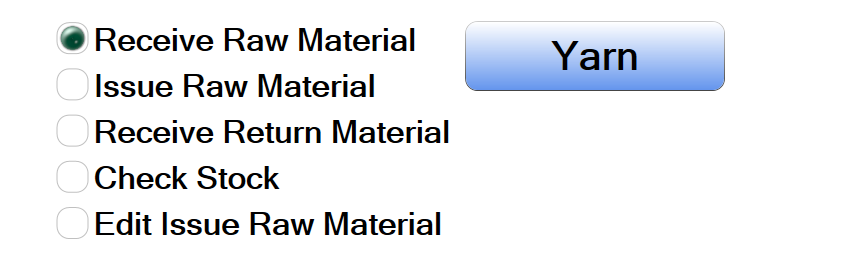 Receive Raw Material
Yarn
Issue Raw Material
Receive Return Material
Check Stock
Edit Issue Raw Material